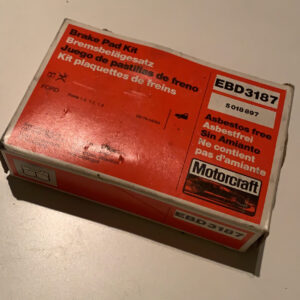 Brake Pad Kit
Bremsbelägesatz
Juego de pastillas de freno
Kit plaquettes de freins
FORD
EBD3187
5 018 897
Asbestos free
Asbestfrei
Sin Amianto
Ne contient
pas d'amiante
Motorcraft
EBD3187